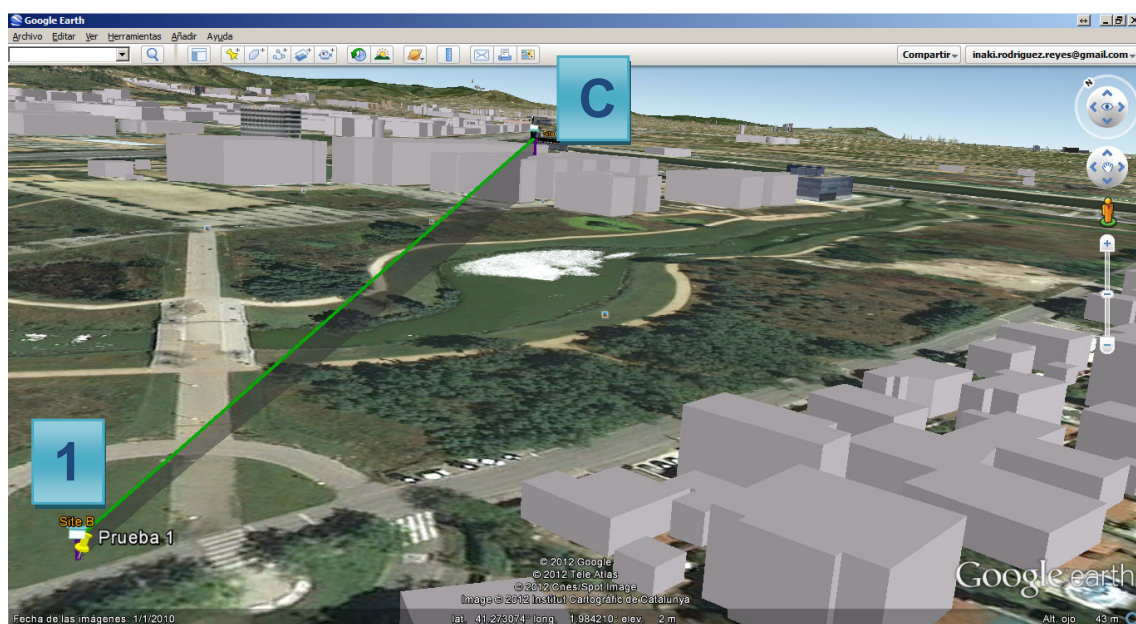 Google Earth
Archivo Editar Ver Herramientas Añadir Ayuda
Compartir
inaki.rodriguez.reyes@gmail.com
N
C
1
Site B
Prueba 1
© 2012 Google
© 2012 Tele Atlas
© 2012 Cnes/Spot Image
Image © 2012 Institut Cartogràfic de Catalunya
Google earth
Fecha de las imágenes: 1/1/2010
lat. 41.273074° long. 1.984210° elev. 2 m
Alt. ojo 43 m